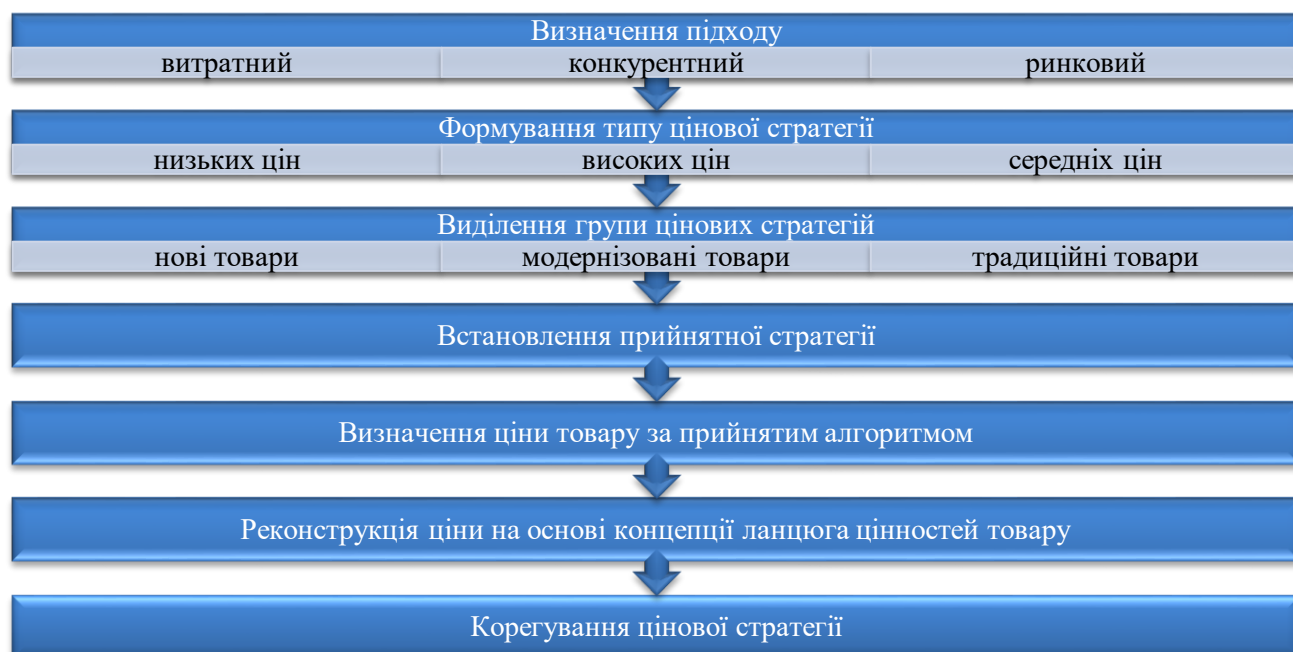 Визначення підходу
витратний конкурентний ринковий
Формування типу цінової стратегії
низьких цін високих цін середніх цін
Виділення групи цінових стратегій
нові товари модернізовані товари традиційні товари
Встановлення прийнятної стратегії
Визначення ціни товару за прийнятим алгоритмом
Реконструкція ціни на основі концепції ланцюга цінностей товару
Корегування цінової стратегії